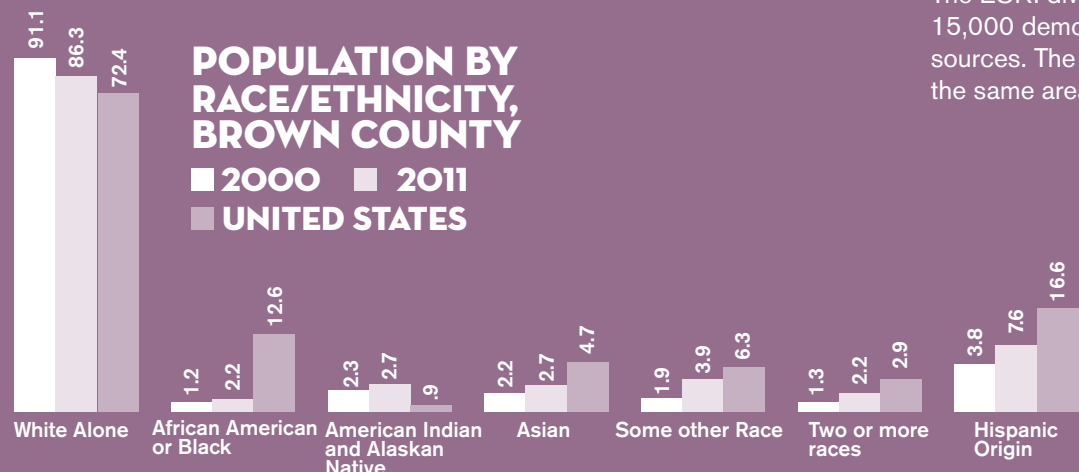 15,000 demo
sources. The
the same area
POPULATION BY
RACE/ETHNICITY,
BROWN COUNTY
2000 2011
UNITED STATES
91.1 86.3 72.4
1.2 2.2 12.6
2.3 2.7 .9
2.2 2.7 4.7
1.9 3.9 6.3
1.3 2.2 2.9
3.8 7.6 16.6
White Alone
African American
or Black
American Indian
and Alaskan
Native
Asian
Some other Race
Two or more
races
Hispanic
Origin